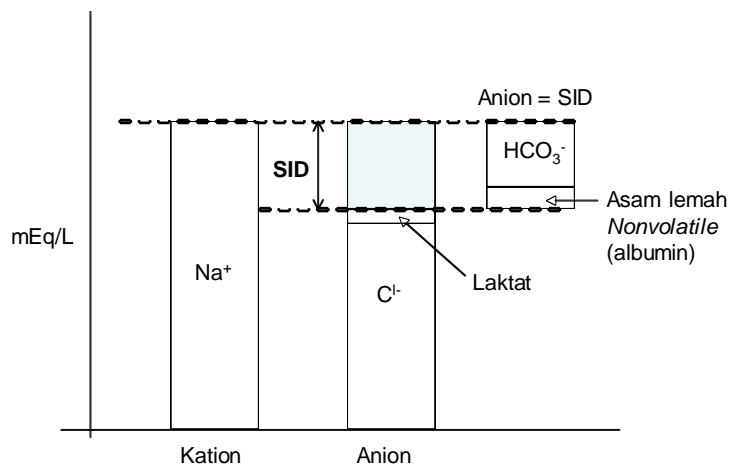 Anion = SID
HCO₃⁻
SID
Asam lemah
Nonvolatile
(albumin)
mEq/L
Na⁺
Laktat
Cˡ⁻
Kation
Anion